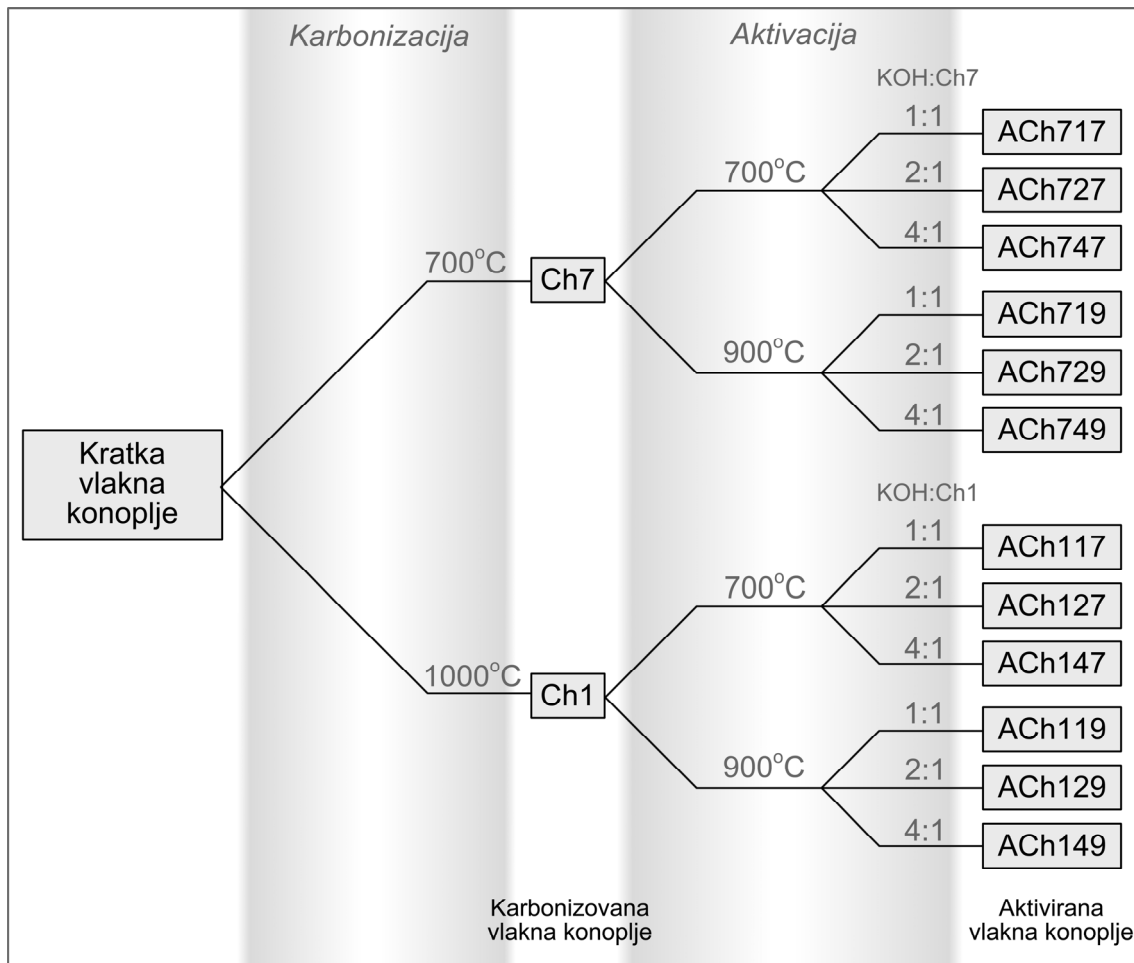 Karbonizacija
Aktivacija
KOH:Ch7
1:1
ACh717
700°C
2:1
ACh727
4:1
ACh747
700°C
Ch7
1:1
ACh719
900°C
2:1
ACh729
4:1
ACh749
Kratka
vlakna
konoplje
KOH:Ch1
1:1
ACh117
700°C
2:1
ACh127
4:1
ACh147
1000°C
Ch1
1:1
ACh119
900°C
2:1
ACh129
4:1
ACh149
Karbonizovana
vlakna konoplje
Aktivirana
vlakna konoplje